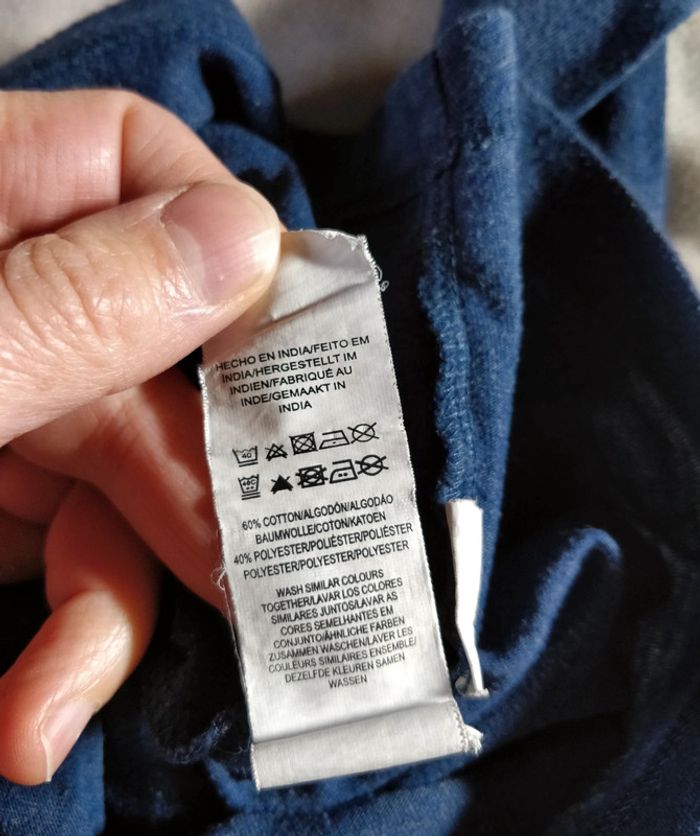 HECHO EN INDIA/FEITO EM
INDIA/HERGESTELLT IM
INDIEN/FABRIQUÉ AU
INDE/GEMAAKT IN
INDIA
40
40C
60% COTTON/ALGODÓN/ALGODÃO
BAUMWOLLE/COTON/KATOEN
40% POLYESTER/POLIÉSTER/POLIÉSTER
POLYESTER/POLYESTER/POLYESTER
WASH SIMILAR COLOURS
TOGETHER/LAVAR LOS COLORES
SIMILARES JUNTOS/LAVAR AS
CORES SEMELHANTES EM
CONJUNTO/ÄHNLICHE FARBEN
ZUSAMMEN WASCHEN/LAVER LES
COULEURS SIMILAIRES ENSEMBLE/
DEZELFDE KLEUREN SAMEN
WASSEN